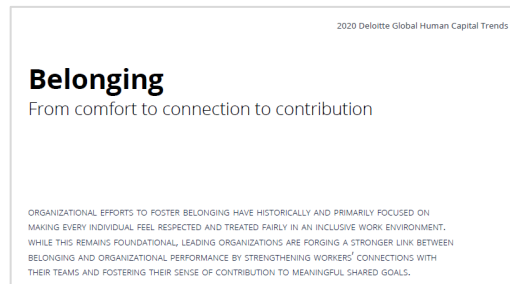 2020 Deloitte Global Human Capital Trends
Belonging
From comfort to connection to contribution
ORGANIZATIONAL EFFORTS TO FOSTER BELONGING HAVE HISTORICALLY AND PRIMARILY FOCUSED ON
MAKING EVERY INDIVIDUAL FEEL RESPECTED AND TREATED FAIRLY IN AN INCLUSIVE WORK ENVIRONMENT.
WHILE THIS REMAINS FOUNDATIONAL, LEADING ORGANIZATIONS ARE FORGING A STRONGER LINK BETWEEN
BELONGING AND ORGANIZATIONAL PERFORMANCE BY STRENGTHENING WORKERS' CONNECTIONS WITH
THEIR TEAMS AND FOSTERING THEIR SENSE OF CONTRIBUTION TO MEANINGFUL SHARED GOALS.